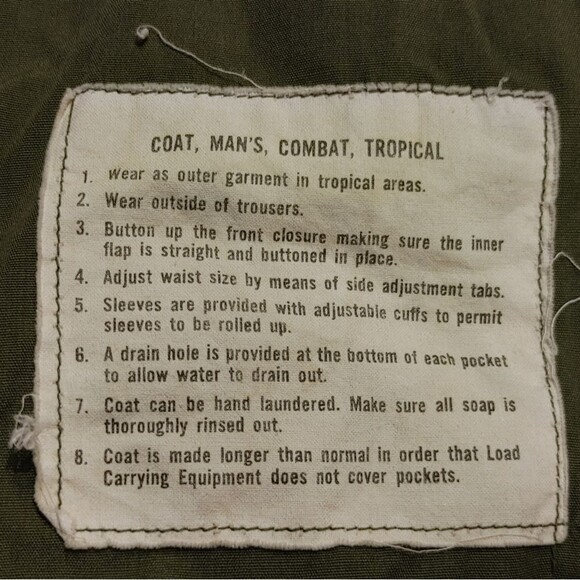 COAT, MAN'S, COMBAT, TROPICAL
1. Wear as outer garment in tropical areas.
2. Wear outside of trousers.
3. Button up the front closure making sure the inner
flap is straight and buttoned in place.
4. Adjust waist size by means of side adjustment tabs.
5. Sleeves are provided with adjustable cuffs to permit
sleeves to be rolled up.
6. A drain hole is provided at the bottom of each pocket
to allow water to drain out.
7. Coat can be hand laundered. Make sure all soap is
thoroughly rinsed out.
8. Coat is made longer than normal in order that Load
Carrying Equipment does not cover pockets.